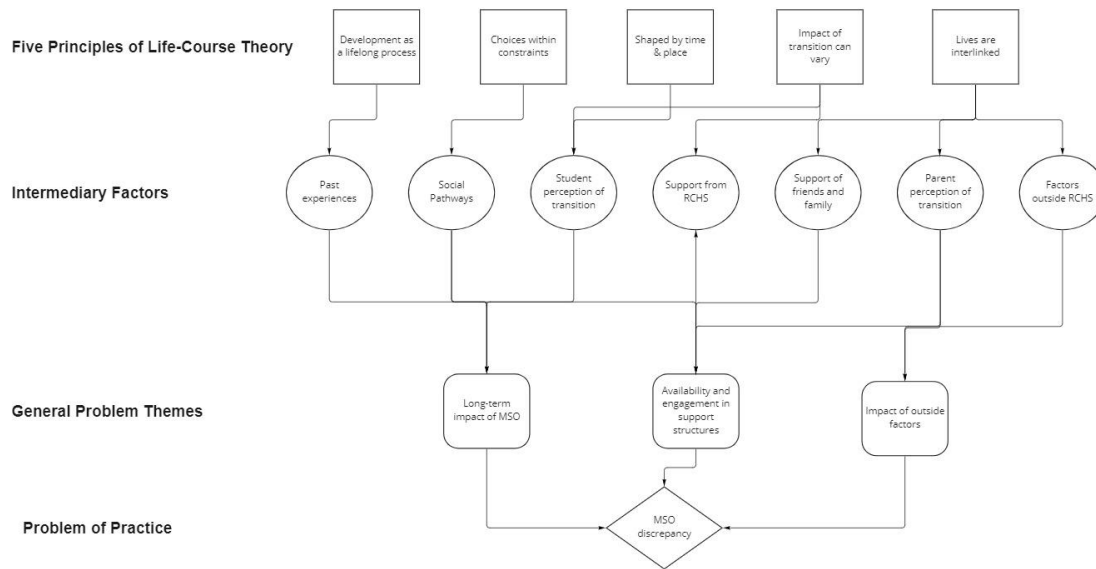 Five Principles of Life-Course Theory
Development as
a lifelong process
Choices within
constraints
Shaped by time
& place
Impact of
transition can
vary
Lives are
interlinked
Intermediary Factors
Past
experiences
Social
Pathways
Student
perception of
transition
Support from
RCHS
Support of
friends and
family
Parent
perception of
transition
Factors
outside RCHS
General Problem Themes
Long-term
impact of MSO
Availability and
engagement in
support
structures
Impact of outside
factors
Problem of Practice
MSO
discrepancy